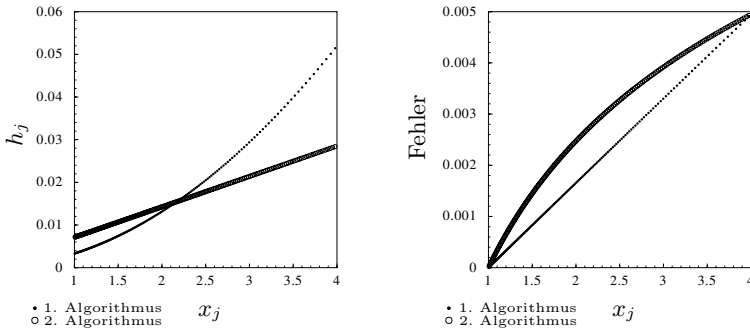 0.06
0.05
0.04
0.03
0.02
0.01
0
h_j
1 1.5 2 2.5 3 3.5 4
x_j
1. Algorithmus
2. Algorithmus
0.005
0.004
0.003
0.002
0.001
0
Fehler
1 1.5 2 2.5 3 3.5 4
x_j
1. Algorithmus
2. Algorithmus